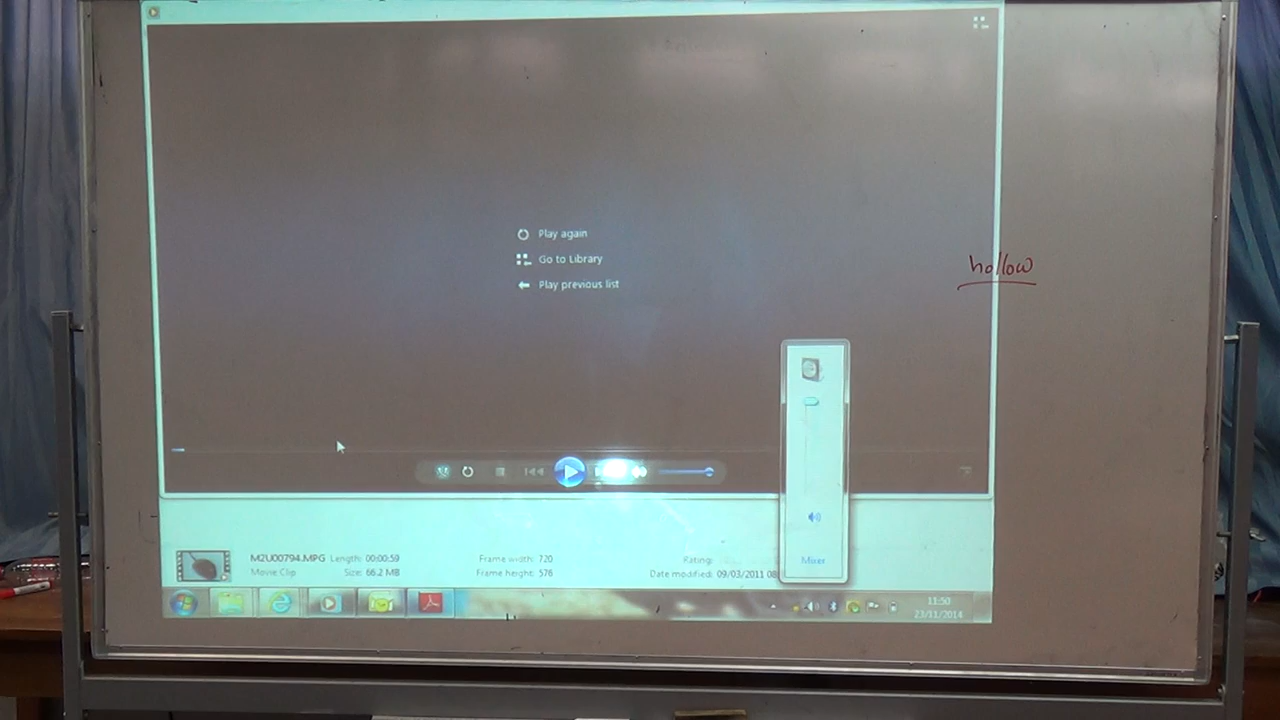 Play again
Go to Library
Play previous list
hollow
M2U00794.MPG Length: 00:00:59 Frame width: 720 Rating:
Movie Clip Size: 66.2 MB Frame height: 576 Date modified: 09/03/2011 08
Mixer
11:50
23/11/2014